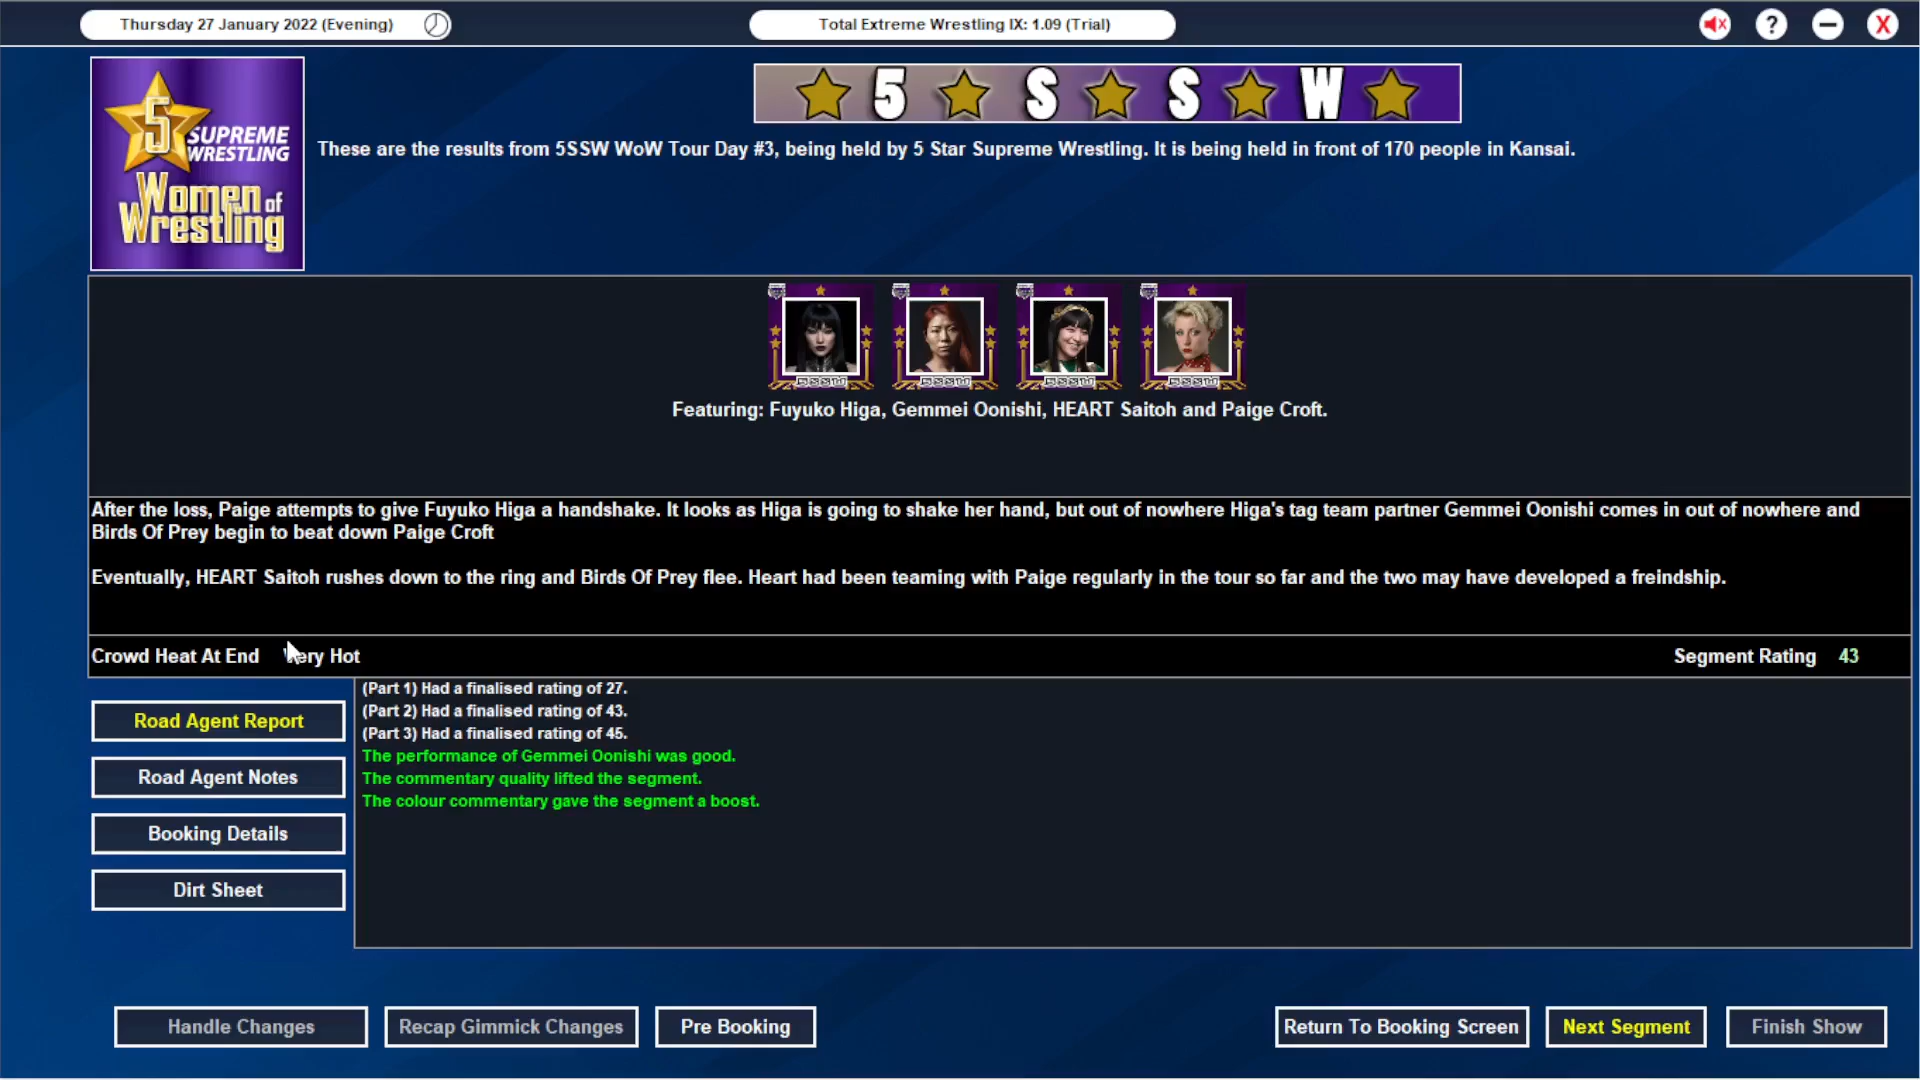 Thursday 27 January 2022 (Evening)
Total Extreme Wrestling IX: 1.09 (Trial)
?
X
5
SUPREME
WRESTLING
Women of
Wrestling
5 S S W
These are the results from 5SSW WoW Tour Day #3, being held by 5 Star Supreme Wrestling. It is being held in front of 170 people in Kansai.
5SSW 5SSW 5SSW 5SSW
Featuring: Fuyuko Higa, Gemmei Oonishi, HEART Saitoh and Paige Croft.
After the loss, Paige attempts to give Fuyuko Higa a handshake. It looks as Higa is going to shake her hand, but out of nowhere Higa's tag team partner Gemmei Oonishi comes in out of nowhere and
Birds Of Prey begin to beat down Paige Croft
Eventually, HEART Saitoh rushes down to the ring and Birds Of Prey flee. Heart had been teaming with Paige regularly in the tour so far and the two may have developed a freindship.
Crowd Heat At End Very Hot Segment Rating 43
(Part 1) Had a finalised rating of 27.
(Part 2) Had a finalised rating of 43.
(Part 3) Had a finalised rating of 45.
The performance of Gemmei Oonishi was good.
The commentary quality lifted the segment.
The colour commentary gave the segment a boost.
Road Agent Report
Road Agent Notes
Booking Details
Dirt Sheet
Handle Changes
Recap Gimmick Changes
Pre Booking
Return To Booking Screen
Next Segment
Finish Show